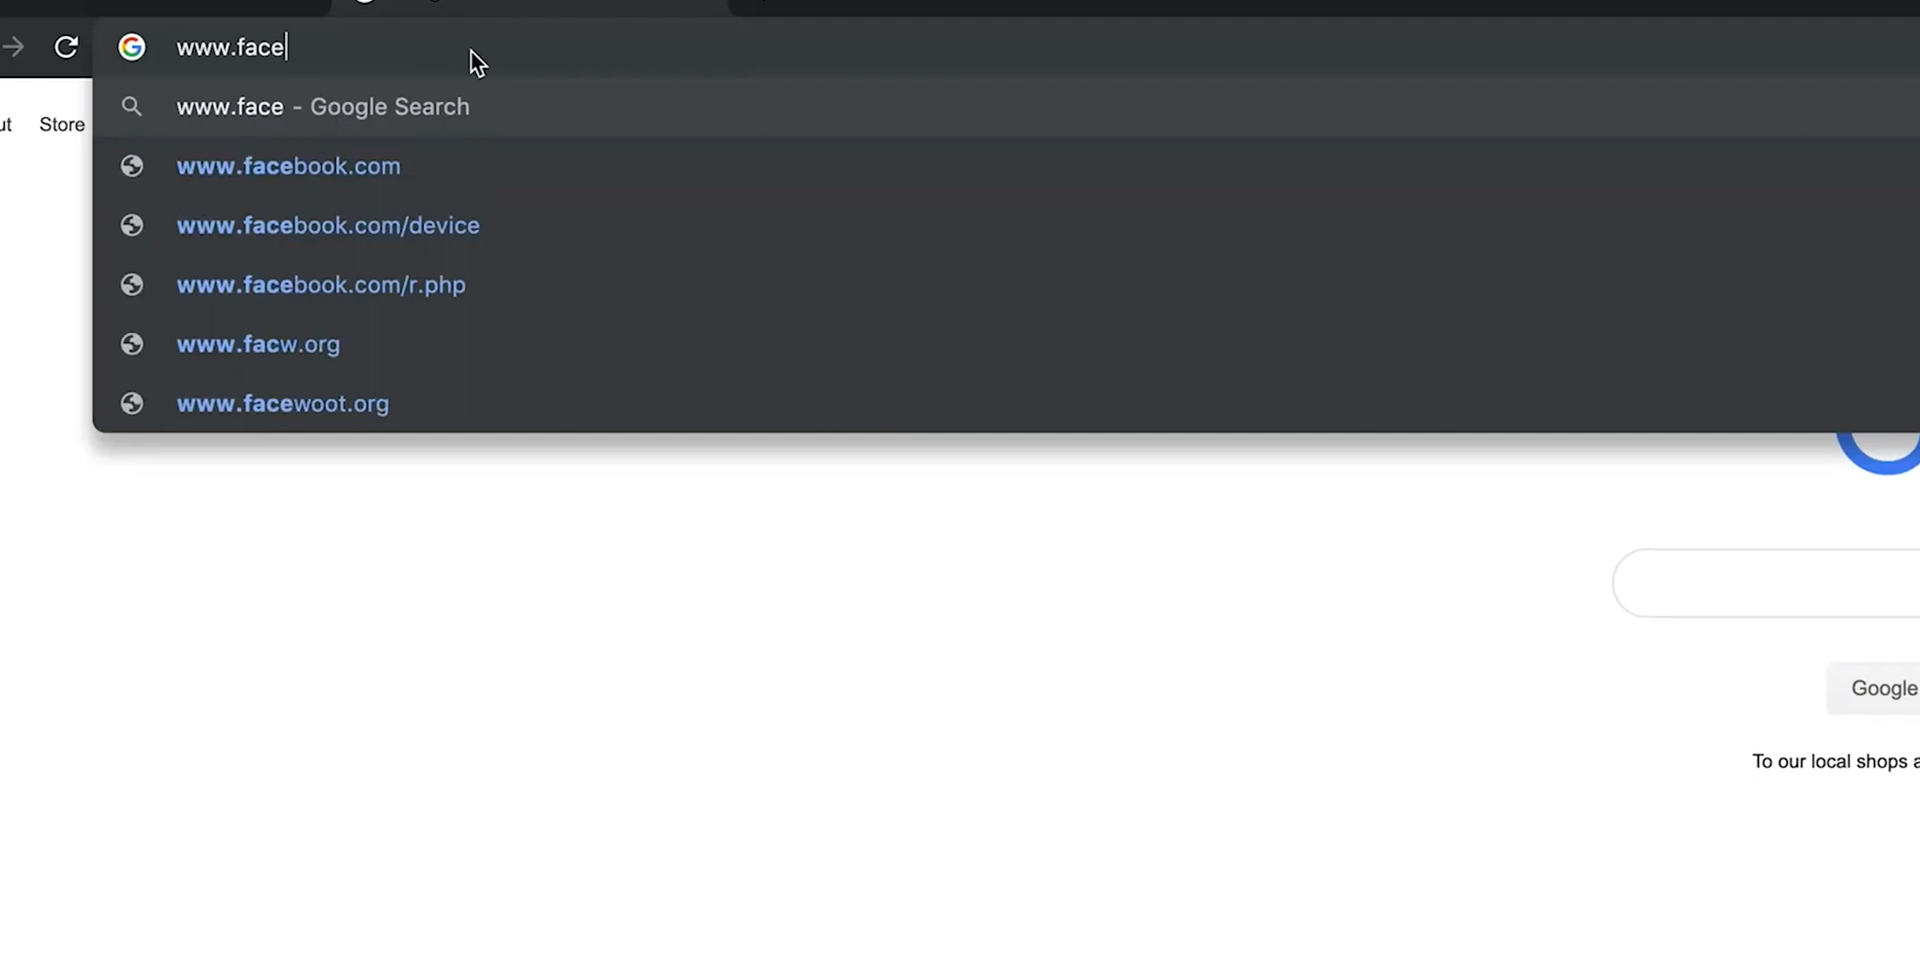 www.face
www.face - Google Search
Store
www.facebook.com
www.facebook.com/device
www.facebook.com/r.php
www.facw.org
www.facewoot.org
Google
To our local shops